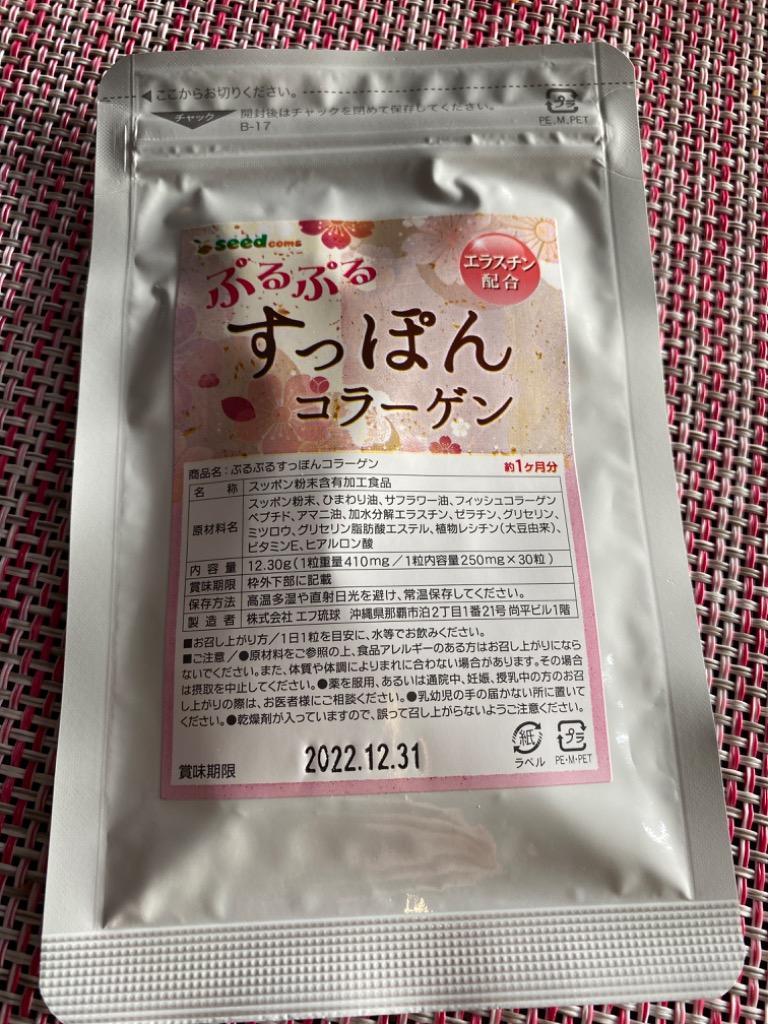 ◀ここからお切りください。
チャック
開封後はチャックを閉めて保存してください。
B-17
プラ
PE.M.PET
seedcoms
ぷるぷる
エラスチン
配合
すっぽん
コラーゲン
商品名:ぷるぷるすっぽんコラーゲン
約1ヶ月分
名 称 スッポン粉末含有加工食品
原材料名 スッポン粉末、ひまわり油、サフラワー油、フィッシュコラーゲン
ペプチド、アマニ油、加水分解エラスチン、ゼラチン、グリセリン、
ミツロウ、グリセリン脂肪酸エステル、植物レシチン(大豆由来)、
ビタミンE、ヒアルロン酸
内 容 量 12.30g(1粒重量410mg/1粒内容量250mg×30粒)
賞味期限 枠外下部に記載
保存方法 高温多湿や直射日光を避け、常温保存してください。
製 造 者 株式会社 エフ琉球 沖縄県那覇市泊2丁目1番21号 尚平ビル1階
■お召し上がり方/1日1粒を目安に、水等でお飲みください。
■ご注意/●原材料をご参照の上、食品アレルギーのある方はお召し上がりになら
ないでください。また、体質や体調によりまれに合わない場合があります。その場合
は摂取を中止してください。●薬を服用、あるいは通院中、妊娠、授乳中の方のお召
し上がりの際は、お医者様にご相談ください。●乳幼児の手の届かない所に置いて
ください。●乾燥剤が入っていますので、誤って召し上がらないようご注意ください。
賞味期限
2022.12.31
紙
ラベル
プラ
PE・M・PET